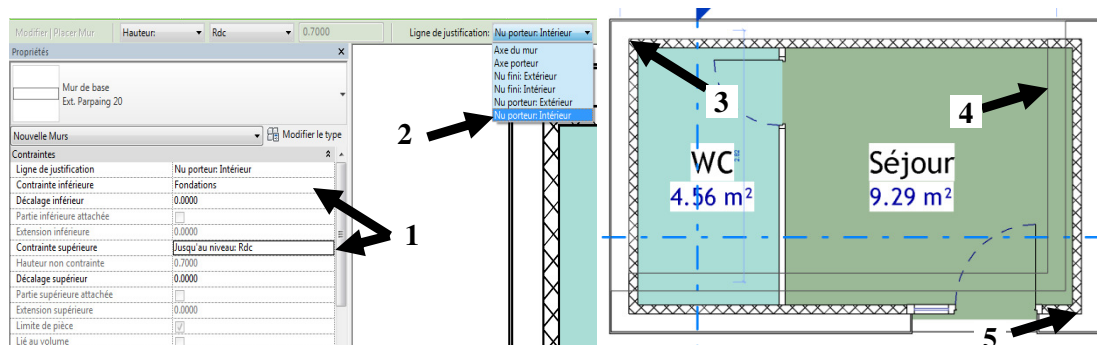 Modifier | Placer Mur Hauteur: Rdc 0.7000 Ligne de justification: Nu porteur: Intérieur
Propriétés
Mur de base
Ext. Parpaing 20
Nouvelle Murs Modifier le type
Contraintes
Ligne de justification Nu porteur: Intérieur
Contrainte inférieure Fondations
Décalage inférieur 0.0000
Partie inférieure attachée
Extension inférieure 0.0000
Contrainte supérieure Jusqu'au niveau: Rdc
Hauteur non contrainte 0.7000
Décalage supérieur 0.0000
Partie supérieure attachée
Extension supérieure 0.0000
Limite de pièce
Lié au volume
1
Axe du mur
Axe porteur
Nu fini: Extérieur
Nu fini: Intérieur
Nu porteur: Extérieur
Nu porteur: Intérieur
2
3
4
WC
4.56 m²
2.62
Séjour
9.29 m²
5